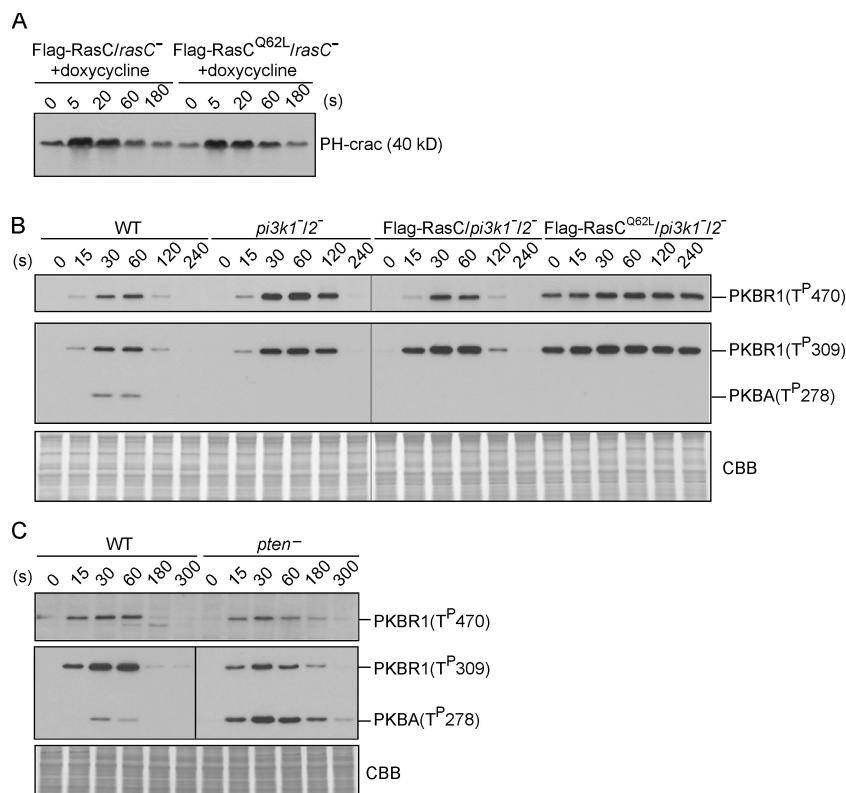 A
Flag-RasC/rasC⁻ Flag-RasC^Q62L/rasC⁻
+doxycycline +doxycycline
0 5 20 60 180 0 5 20 60 180 (s)
PH-crac (40 kD)
B
WT pi3k1⁻/2⁻ Flag-RasC/pi3k1⁻/2⁻ Flag-RasC^Q62L/pi3k1⁻/2⁻
(s) 0 15 30 60 120 240 0 15 30 60 120 240 0 15 30 60 120 240 0 15 30 60 120 240
PKBR1(T^P470)
PKBR1(T^P309)
PKBA(T^P278)
CBB
C
WT pten⁻
(s) 0 15 30 60 180 300 0 15 30 60 180 300
PKBR1(T^P470)
PKBR1(T^P309)
PKBA(T^P278)
CBB